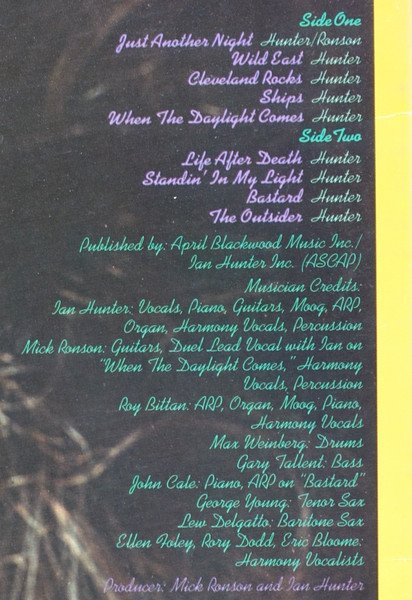 Side One
Just Another Night Hunter/Ronson
Wild East Hunter
Cleveland Rocks Hunter
Ships Hunter
When The Daylight Comes Hunter
Side Two
Life After Death Hunter
Standin' In My Light Hunter
Bastard Hunter
The Outsider Hunter
Published by: April Blackwood Music Inc./
Ian Hunter Inc. (ASCAP)
Musician Credits:
Ian Hunter: Vocals, Piano, Guitars, Moog, ARP,
Organ, Harmony Vocals, Percussion
Mick Ronson: Guitars, Duel Lead Vocal with Ian on
"When The Daylight Comes," Harmony
Vocals, Percussion
Roy Bittan: ARP, Organ, Moog, Piano,
Harmony Vocals
Max Weinberg: Drums
Gary Tallent: Bass
John Cale: Piano, ARP on "Bastard"
George Young: Tenor Sax
Lew Delgatto: Baritone Sax
Ellen Foley, Rory Dodd, Eric Bloome:
Harmony Vocalists
Producer: Mick Ronson and Ian Hunter